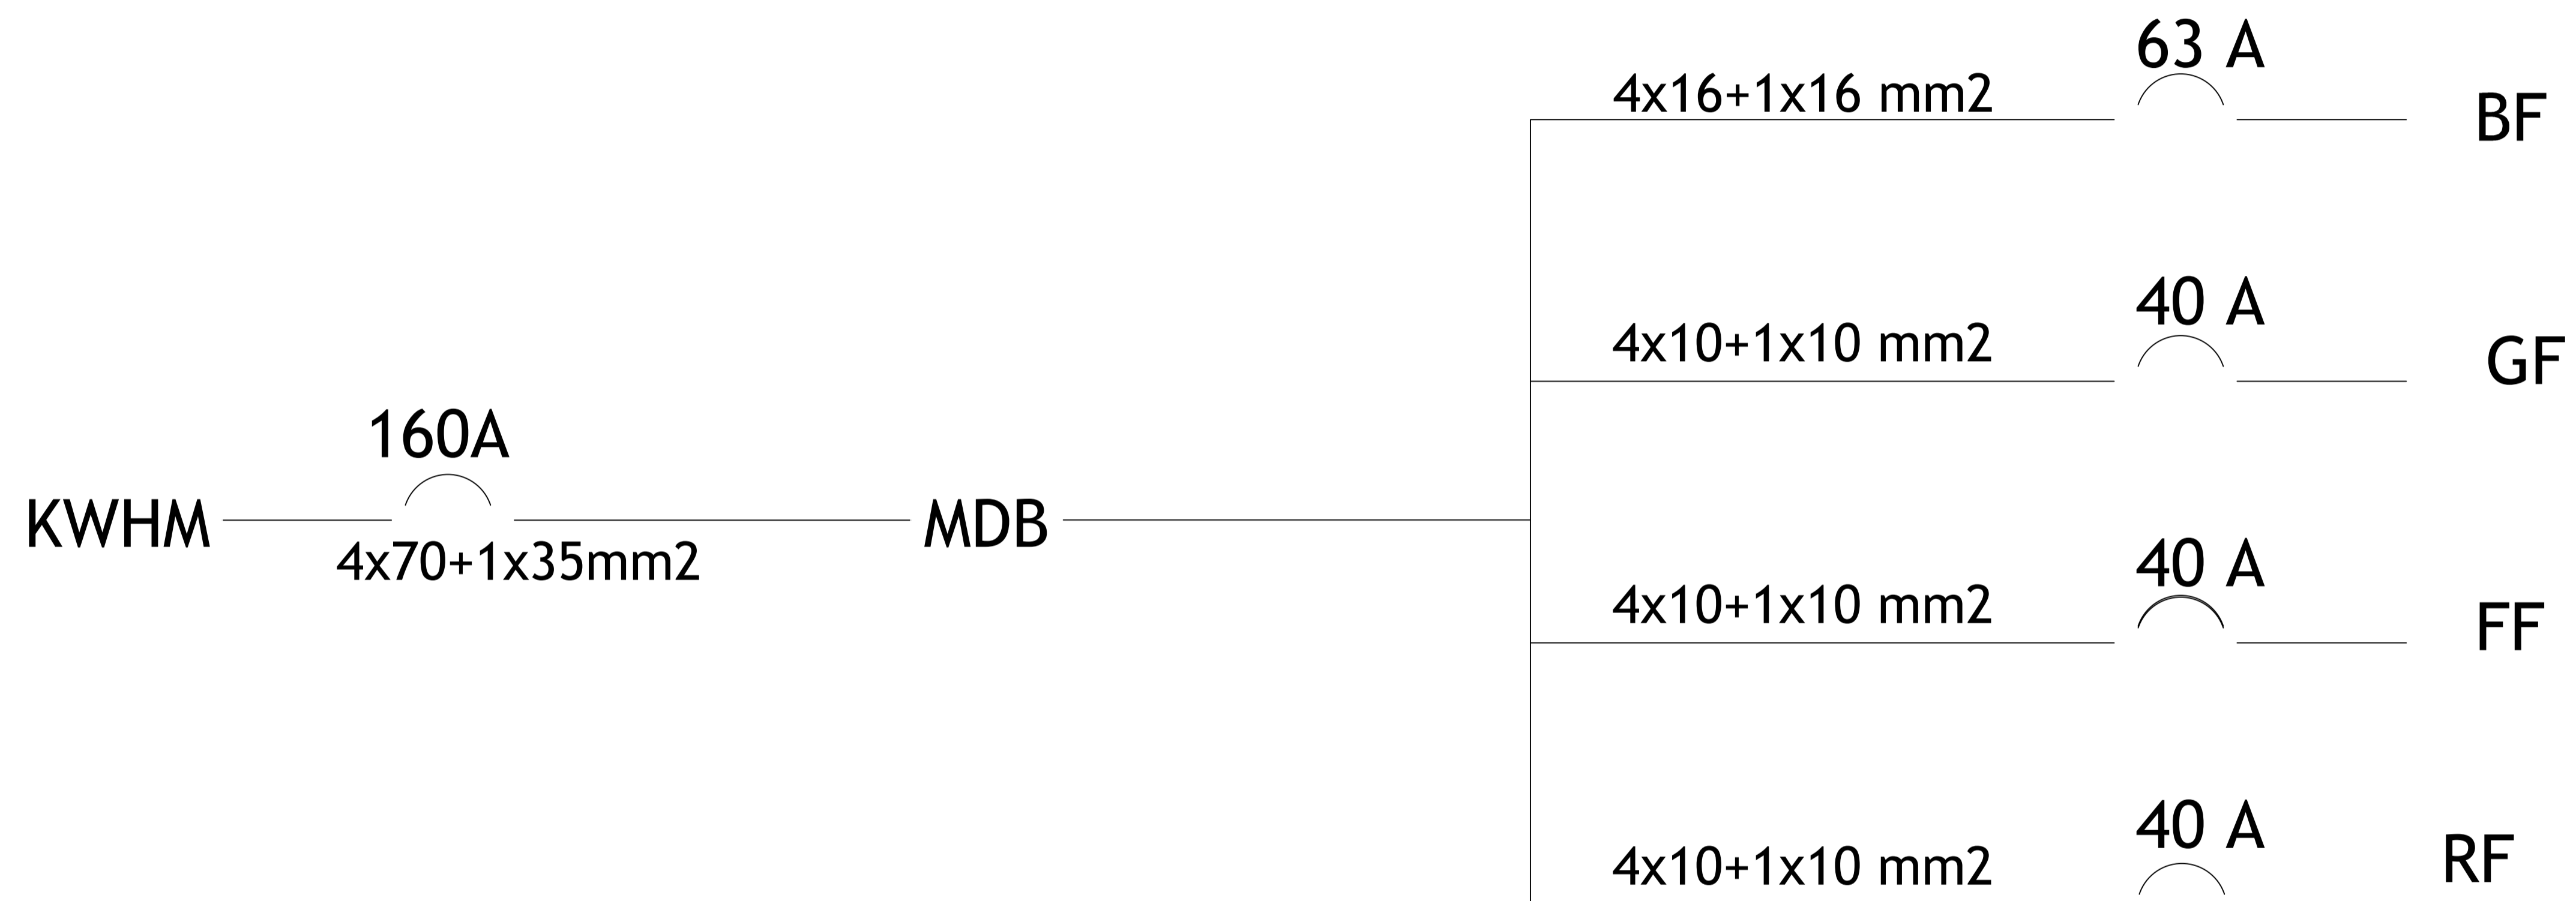 63 A
4x16+1x16 mm2
BF
40 A
4x10+1x10 mm2
GF
160A
KWHM
MDB
4x70+1x35mm2
40 A
4x10+1x10 mm2
FF
40 A
4x10+1x10 mm2
RF